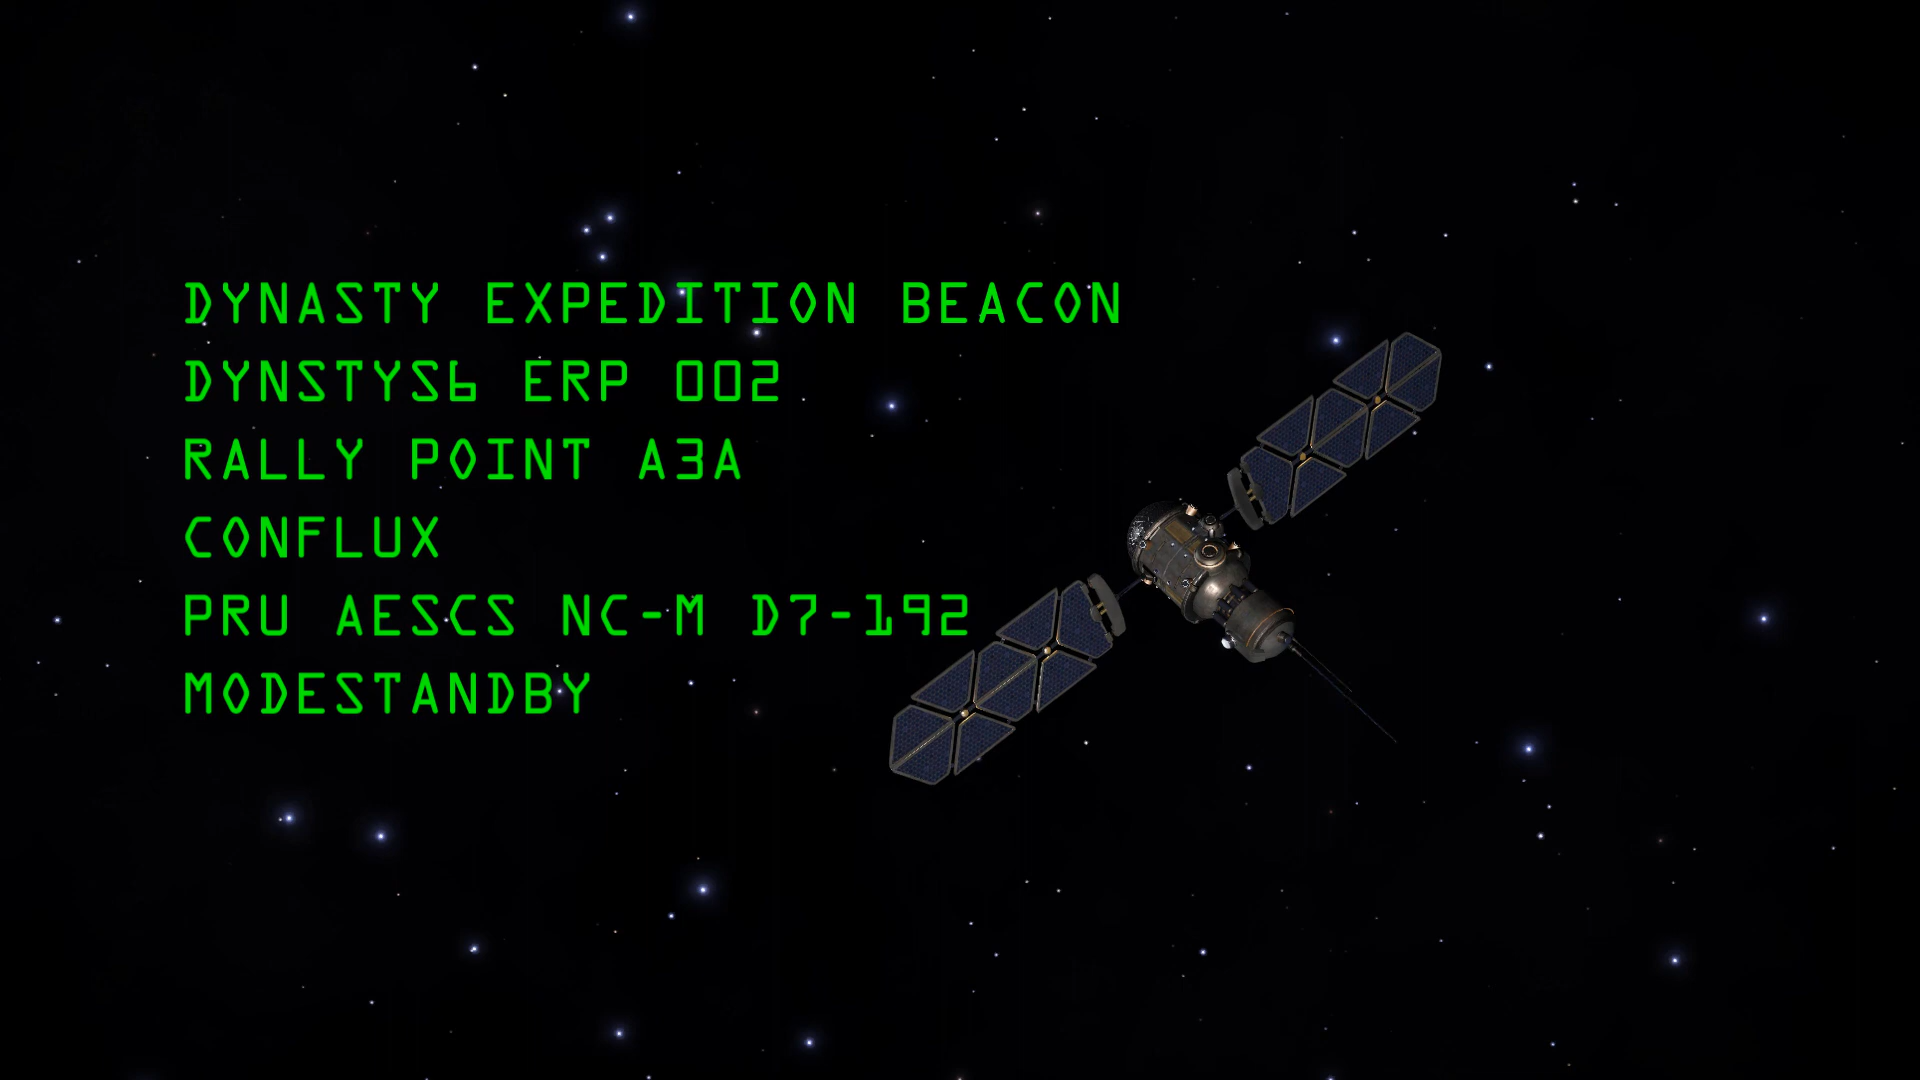 DYNASTY EXPEDITION BEACON
DYNSTYS6 ERP 002
RALLY POINT A3A
CONFLUX
PRU AESCS NC-M D7-192
MODESTANDBY